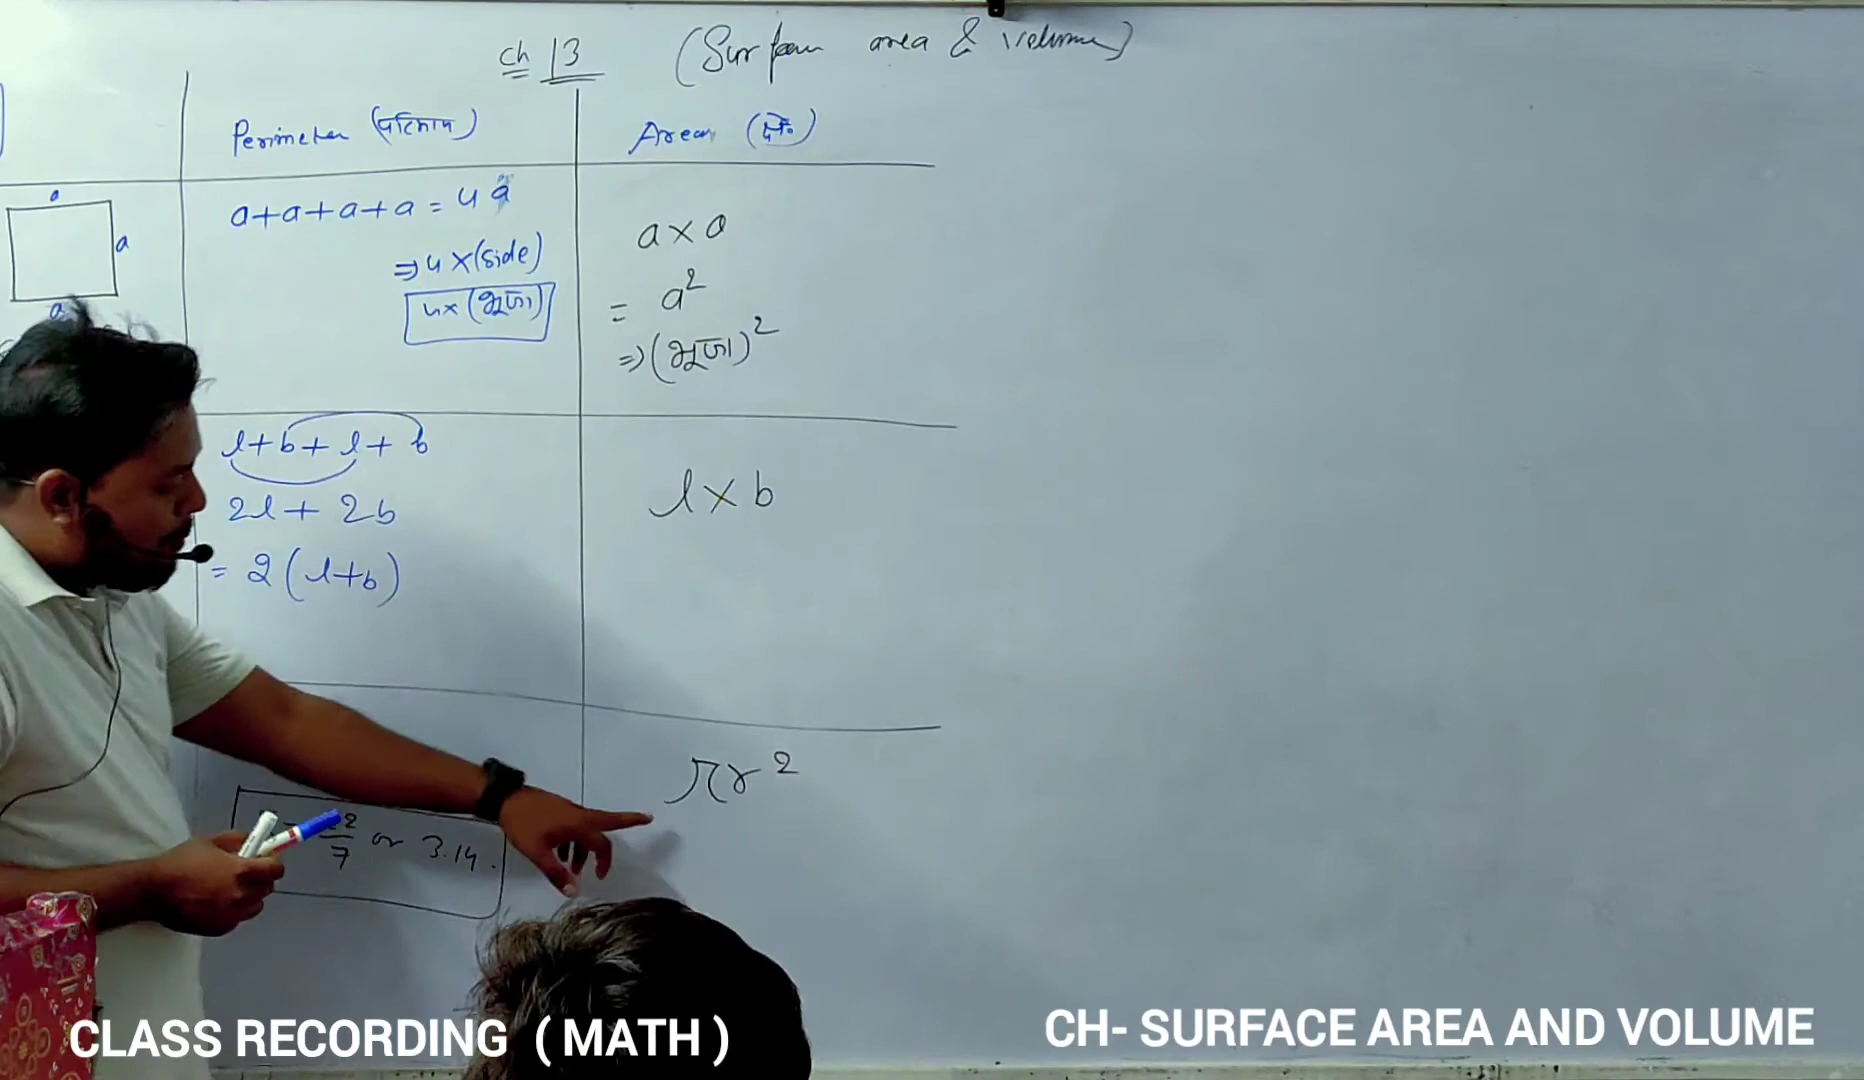 Ch 13 (Surface area & Volume)
Perimeter (परिमाप) Area (क्षे०)
a
a
a
a+a+a+a = 4a
⇒ 4×(side)
4×(भूजा)
a×a
= a²
⇒ (भूजा)²
l+b+l+b
2l+2b
= 2(l+b)
l×b
πr²
22/7 or 3.14.
CLASS RECORDING ( MATH )
CH- SURFACE AREA AND VOLUME